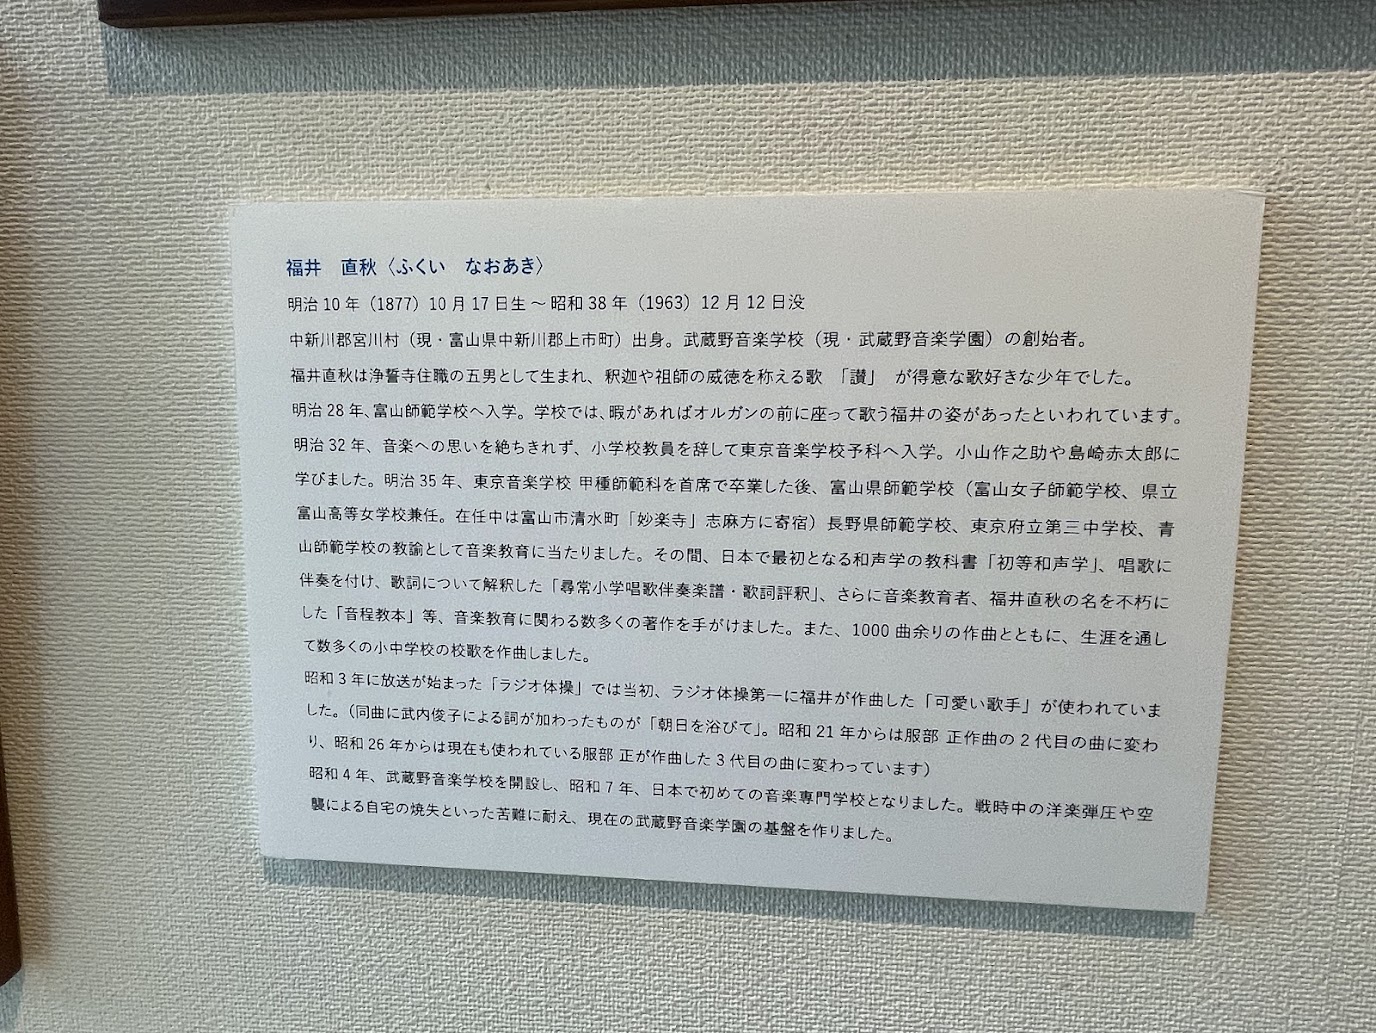 福井　直秋〈ふくい　なおあき〉
明治 10 年（1877）10 月 17 日生 ～ 昭和 38 年（1963）12 月 12 日没
中新川郡宮川村（現・富山県中新川郡上市町）出身。武蔵野音楽学校（現・武蔵野音楽学園）の創始者。
福井直秋は浄誓寺住職の五男として生まれ、釈迦や祖師の威徳を称える歌　「讃」　が得意な歌好きな少年でした。
明治 28 年、富山師範学校へ入学。学校では、暇があればオルガンの前に座って歌う福井の姿があったといわれています。
明治 32 年、音楽への思いを絶ちきれず、小学校教員を辞して東京音楽学校予科へ入学。小山作之助や島崎赤太郎に
学びました。明治 35 年、東京音楽学校 甲種師範科を首席で卒業した後、富山県師範学校（富山女子師範学校、県立
富山高等女学校兼任。在任中は富山市清水町「妙楽寺」志麻方に寄宿）長野県師範学校、東京府立第三中学校、青
山師範学校の教諭として音楽教育に当たりました。その間、日本で最初となる和声学の教科書「初等和声学」、唱歌に
伴奏を付け、歌詞について解釈した「尋常小学唱歌伴奏楽譜・歌詞評釈」、さらに音楽教育者、福井直秋の名を不朽に
した「音程教本」等、音楽教育に関わる数多くの著作を手がけました。また、1000 曲余りの作曲とともに、生涯を通し
て数多くの小中学校の校歌を作曲しました。
昭和 3 年に放送が始まった「ラジオ体操」では当初、ラジオ体操第一に福井が作曲した「可愛い歌手」が使われていま
した。（同曲に武内俊子による詞が加わったものが「朝日を浴びて」。昭和 21 年からは服部 正作曲の 2 代目の曲に変わ
り、昭和 26 年からは現在も使われている服部 正が作曲した 3 代目の曲に変わっています）
昭和 4 年、武蔵野音楽学校を開設し、昭和 7 年、日本で初めての音楽専門学校となりました。戦時中の洋楽弾圧や空
襲による自宅の焼失といった苦難に耐え、現在の武蔵野音楽学園の基盤を作りました。